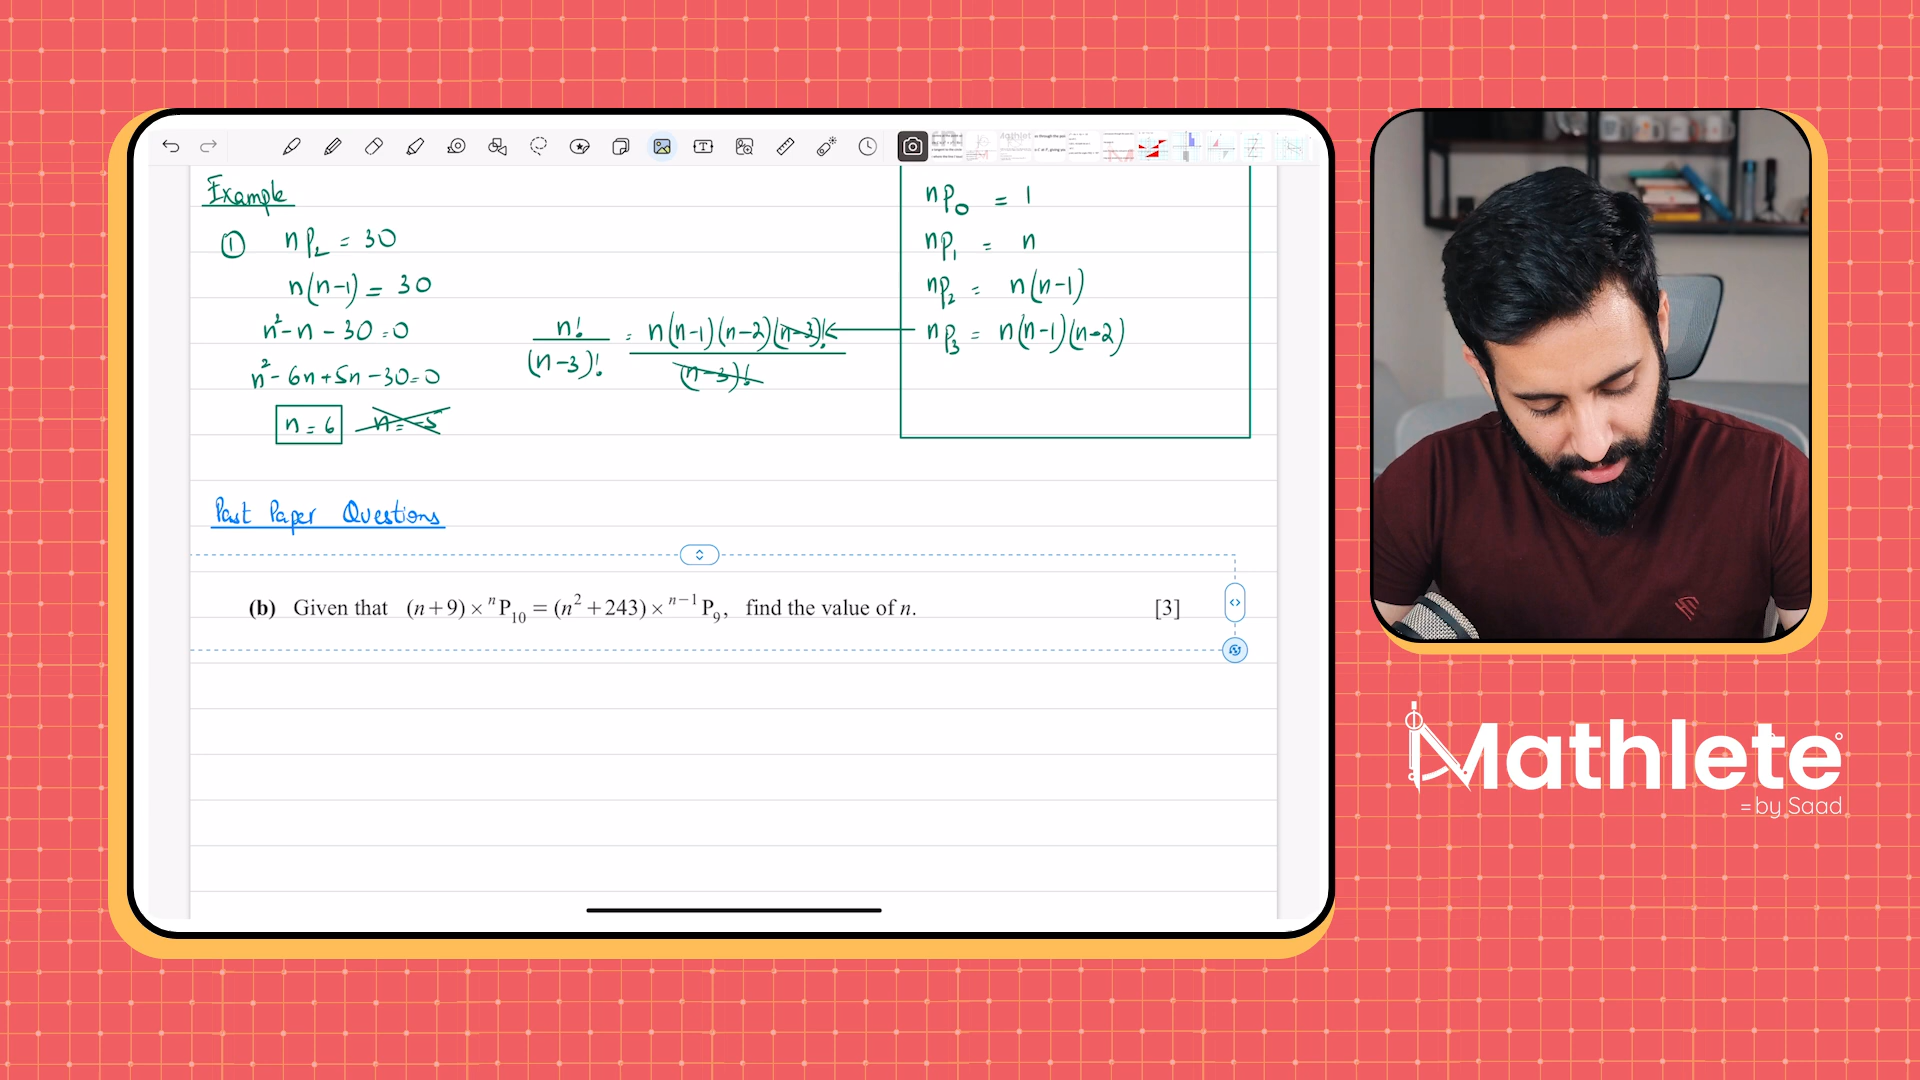 Example
① nP₂ = 30
n(n-1) = 30
n²-n-30=0
n²-6n+5n-30=0
n=6 n=-5
n! / (n-3)! = n(n-1)(n-2)(n-3)! / (n-3)!
nP₀ = 1
nP₁ = n
nP₂ = n(n-1)
nP₃ = n(n-1)(n-2)
Past Paper Questions
(b) Given that (n+9) × ⁿP₁₀ = (n²+243) × ⁿ⁻¹P₉, find the value of n. [3]
Mathlete
= by Saad